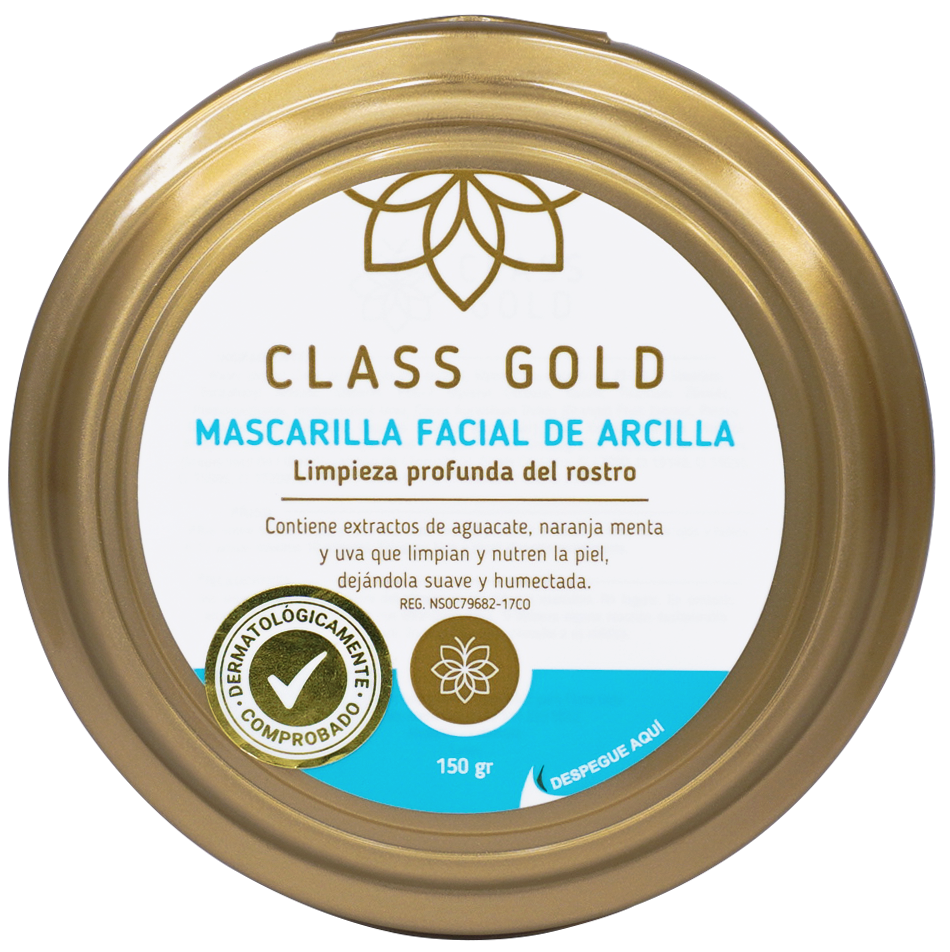 CLASS GOLD
MASCARILLA FACIAL DE ARCILLA
Limpieza profunda del rostro
Contiene extractos de aguacate, naranja menta
y uva que limpian y nutren la piel,
dejándola suave y humectada.
REG. NSOC79682-17CO
DERMATOLÓGICAMENTE
COMPROBADO
150 gr
DESPEGUE AQUÍ